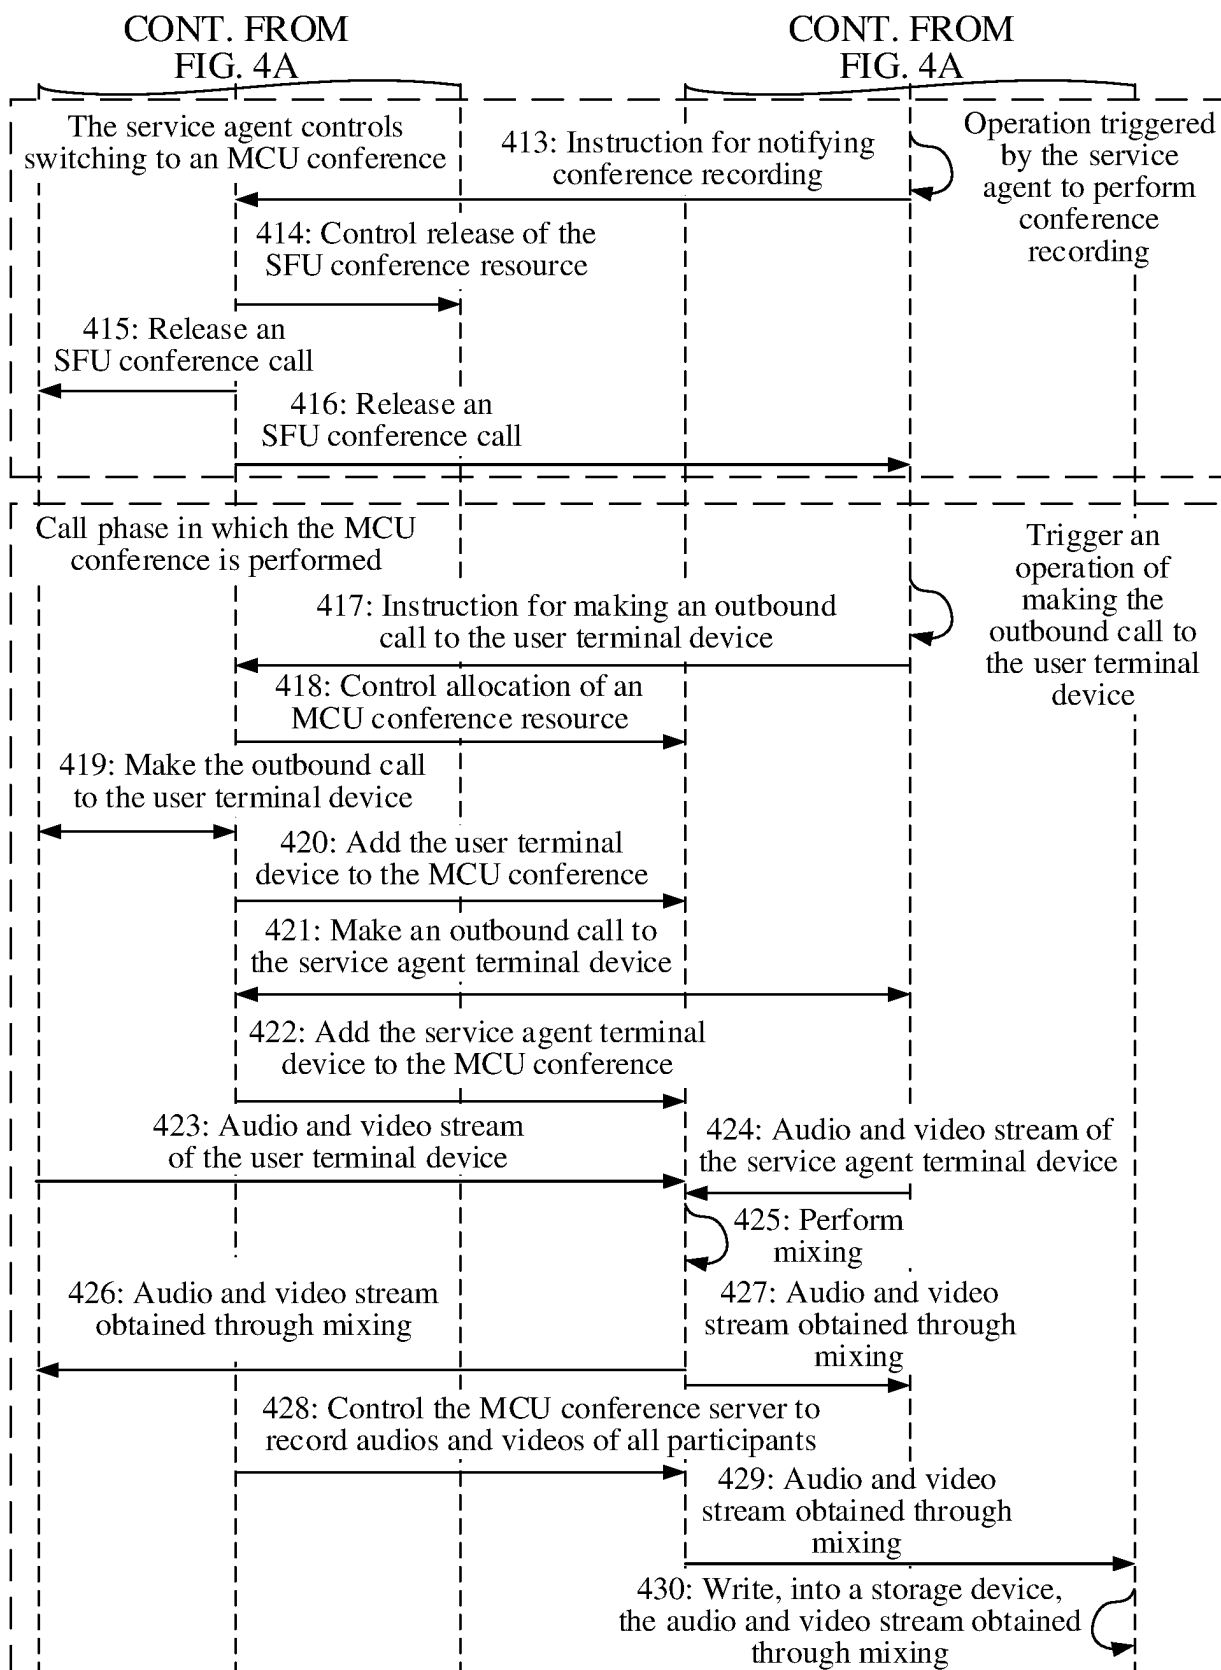 CONT. FROM
FIG. 4A
CONT. FROM
FIG. 4A
The service agent controls
switching to an MCU conference
413: Instruction for notifying
conference recording
Operation triggered
by the service
agent to perform
conference
recording
414: Control release of the
SFU conference resource
415: Release an
SFU conference call
416: Release an
SFU conference call
Call phase in which the MCU
conference is performed
Trigger an
operation of
making the
outbound call to
the user terminal
device
417: Instruction for making an outbound
call to the user terminal device
418: Control allocation of an
MCU conference resource
419: Make the outbound call
to the user terminal device
420: Add the user terminal
device to the MCU conference
421: Make an outbound call to
the service agent terminal device
422: Add the service agent terminal
device to the MCU conference
423: Audio and video stream
of the user terminal device
424: Audio and video stream of
the service agent terminal device
425: Perform
mixing
426: Audio and video stream
obtained through mixing
427: Audio and video
stream obtained through
mixing
428: Control the MCU conference server to
record audios and videos of all participants
429: Audio and video
stream obtained through
mixing
430: Write, into a storage device,
the audio and video stream obtained
through mixing